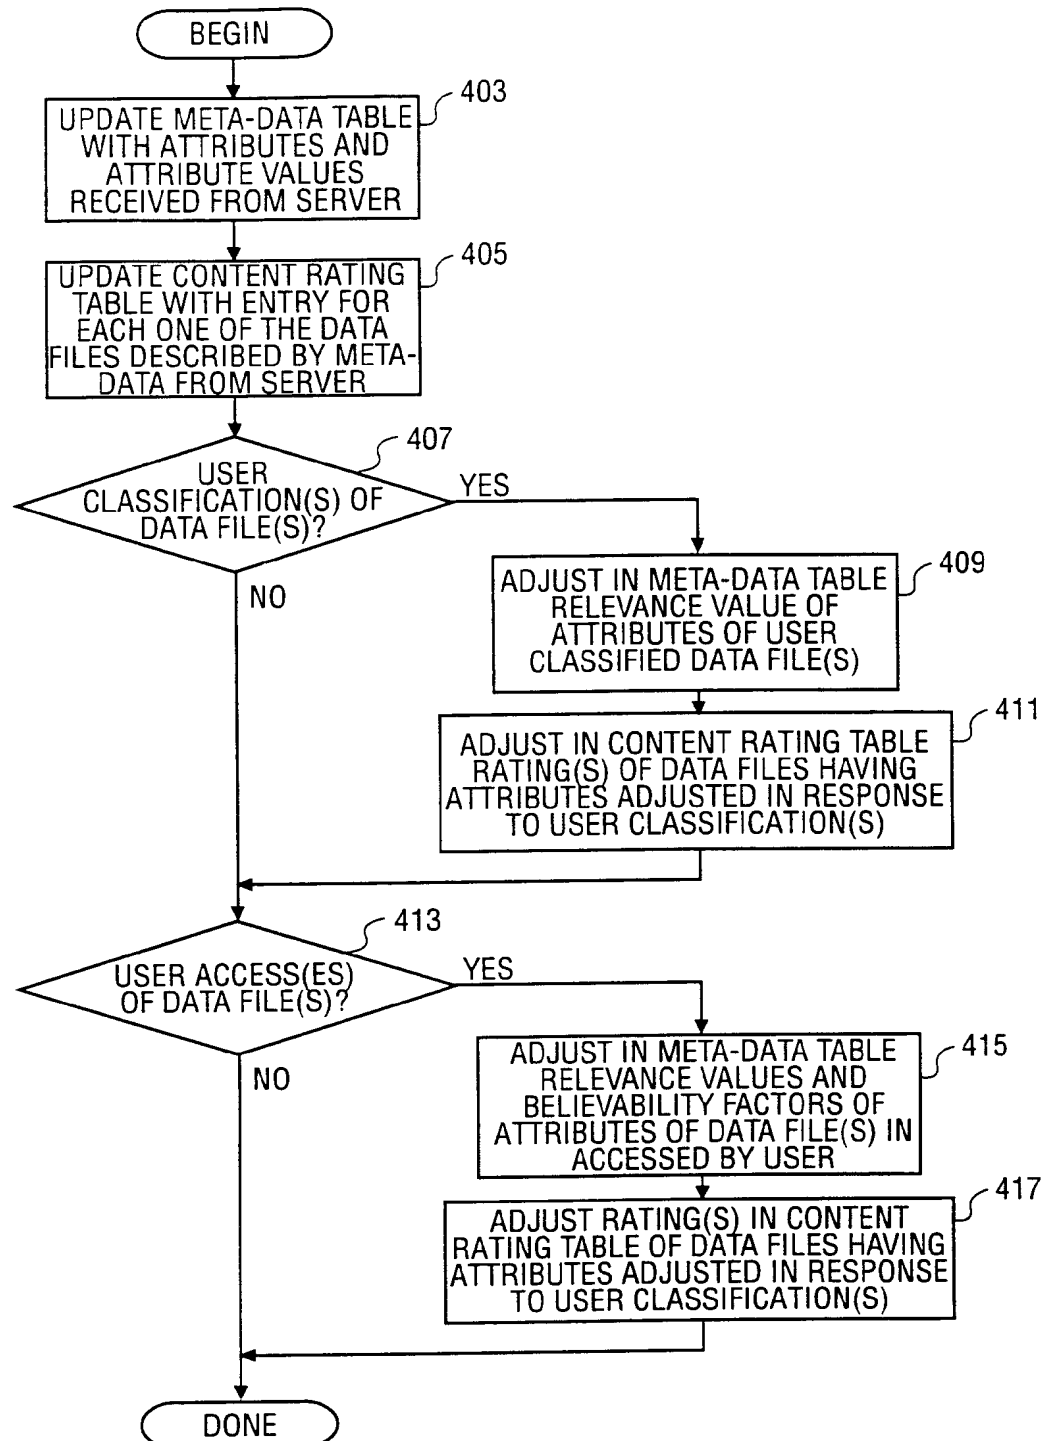 BEGIN
403
UPDATE META-DATA TABLE
WITH ATTRIBUTES AND
ATTRIBUTE VALUES
RECEIVED FROM SERVER
405
UPDATE CONTENT RATING
TABLE WITH ENTRY FOR
EACH ONE OF THE DATA
FILES DESCRIBED BY META-
DATA FROM SERVER
407
USER
CLASSIFICATION(S) OF
DATA FILE(S)?
YES
NO
409
ADJUST IN META-DATA TABLE
RELEVANCE VALUE OF
ATTRIBUTES OF USER
CLASSIFIED DATA FILE(S)
411
ADJUST IN CONTENT RATING TABLE
RATING(S) OF DATA FILES HAVING
ATTRIBUTES ADJUSTED IN RESPONSE
TO USER CLASSIFICATION(S)
413
USER ACCESS(ES)
OF DATA FILE(S)?
YES
NO
415
ADJUST IN META-DATA TABLE
RELEVANCE VALUES AND
BELIEVABILITY FACTORS OF
ATTRIBUTES OF DATA FILE(S) IN
ACCESSED BY USER
417
ADJUST RATING(S) IN CONTENT
RATING TABLE OF DATA FILES HAVING
ATTRIBUTES ADJUSTED IN RESPONSE
TO USER CLASSIFICATION(S)
DONE